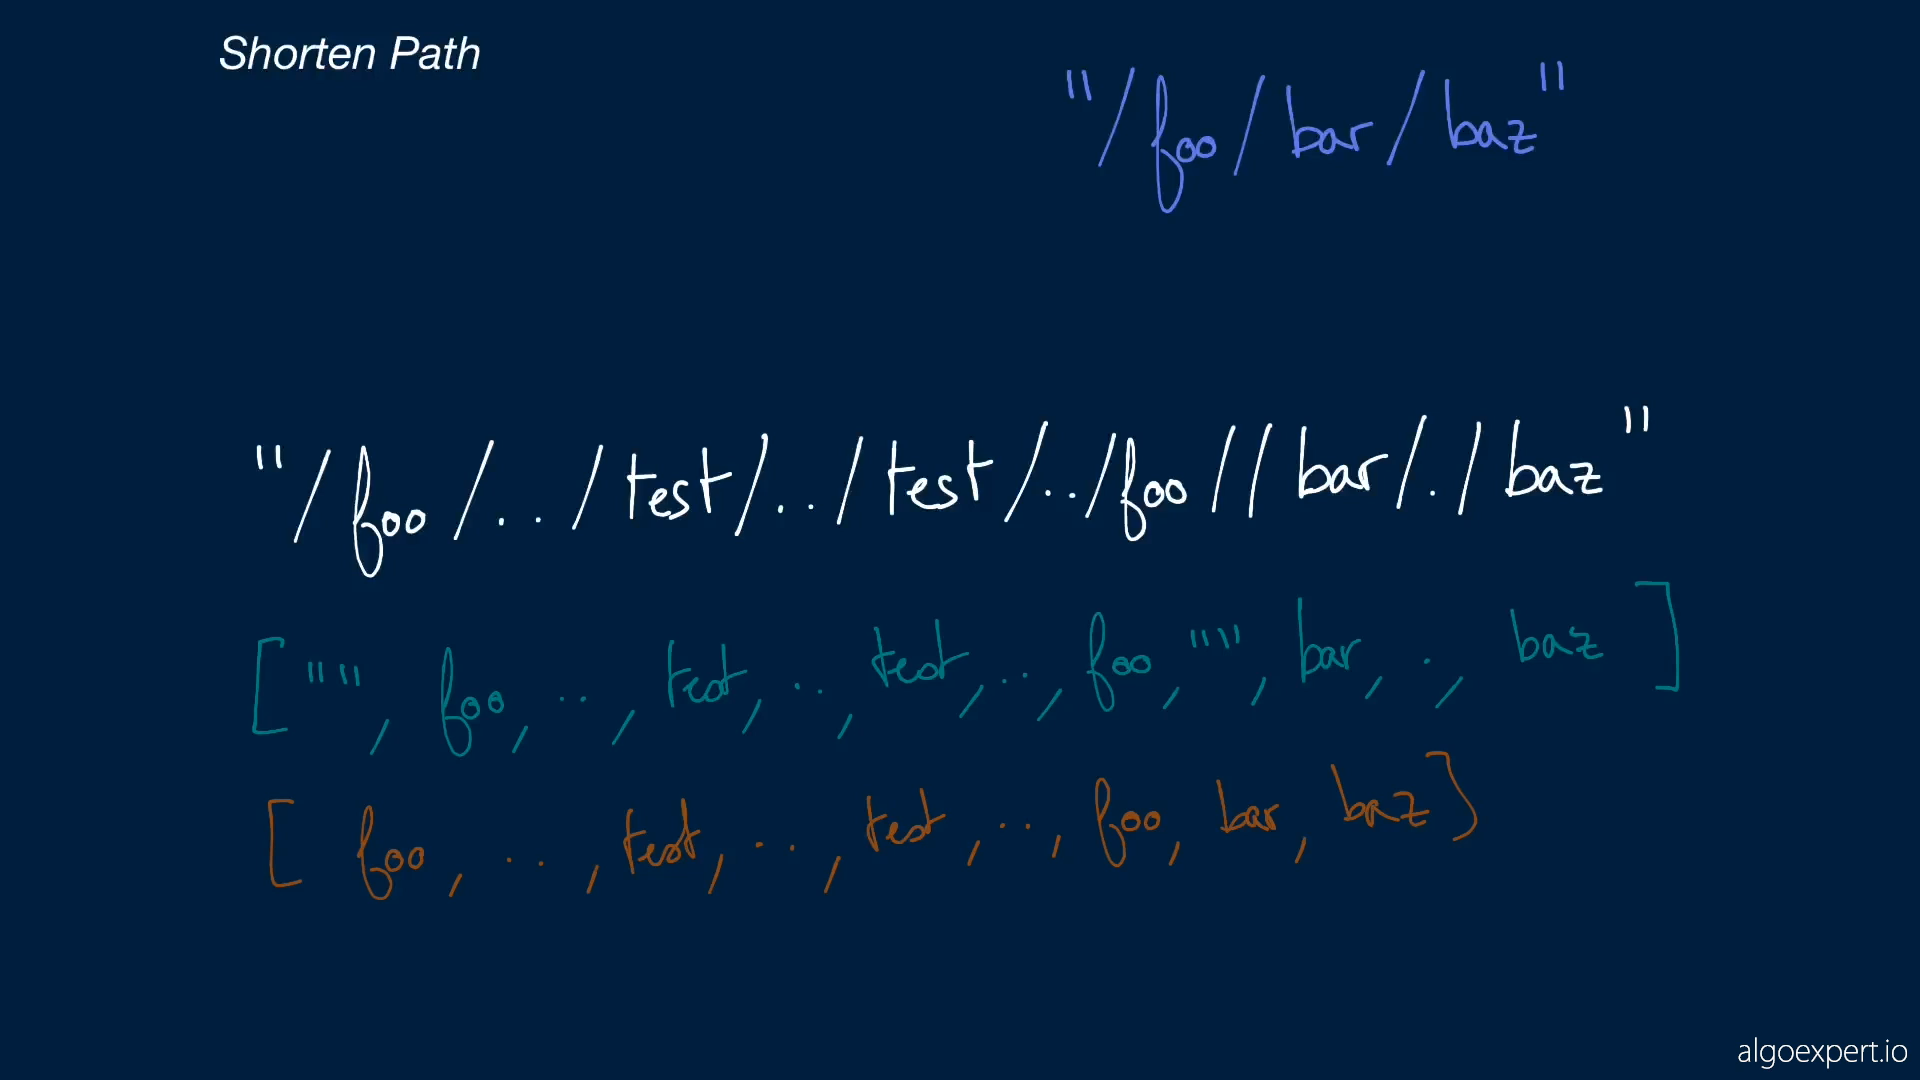 Shorten Path
"/foo/bar/baz"
"/foo/../test/../test/../foo//bar/./baz"
["", foo, .., test, .., test, .., foo, "", bar, ., baz]
[foo, .., test, .., test, .., foo, bar, baz]
algoexpert.io